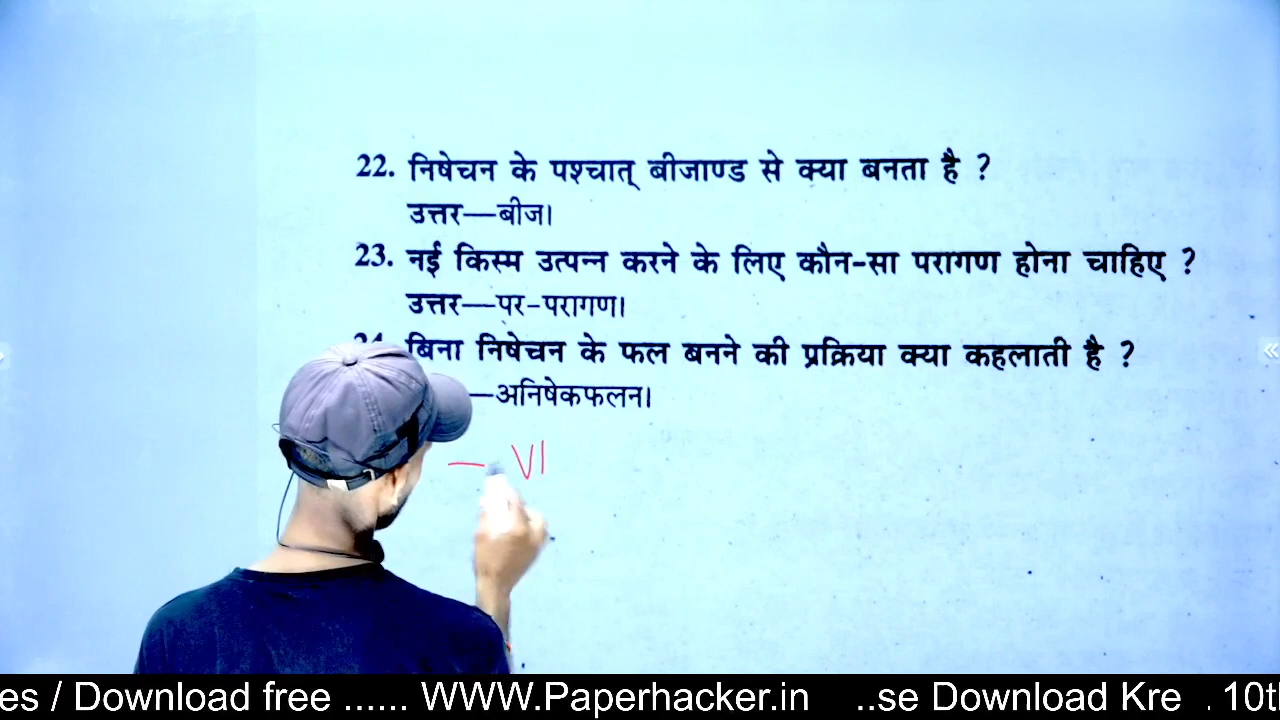 22. निषेचन के पश्चात् बीजाण्ड से क्या बनता है ?
उत्तर—बीज।
23. नई किस्म उत्पन्न करने के लिए कौन-सा परागण होना चाहिए ?
उत्तर—पर-परागण।
बिना निषेचन के फल बनने की प्रक्रिया क्या कहलाती है ?
—अनिषेकफलन।
— VI
es / Download free ...... WWW.Paperhacker.in ..se Download Kre . 10t